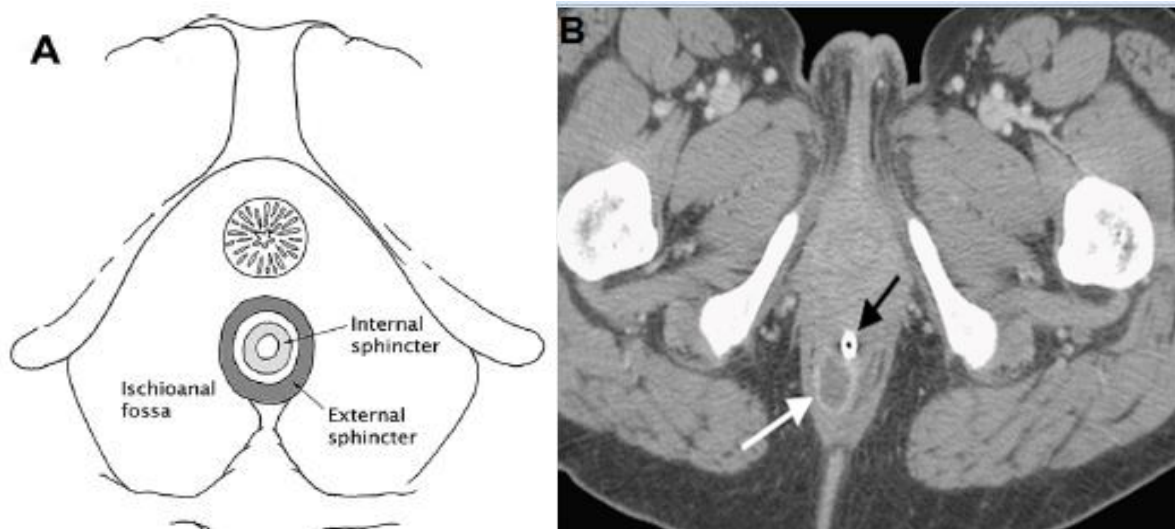 A
B
Internal
sphincter
Ischioanal
fossa
External
sphincter